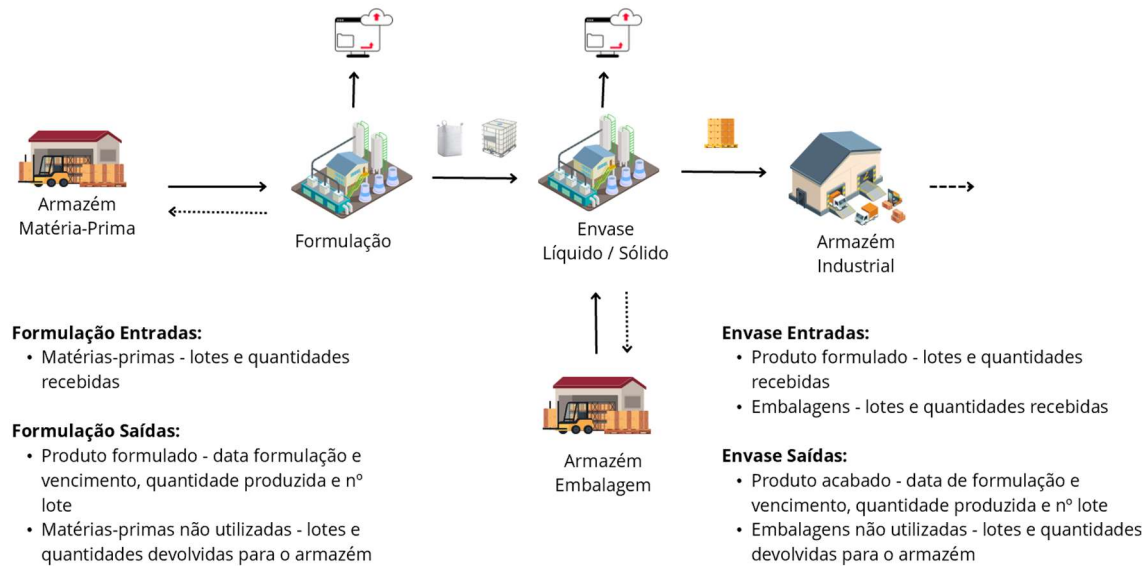 Armazém
Matéria-Prima
Formulação
Envase
Líquido / Sólido
Armazém
Industrial
Armazém
Embalagem
Formulação Entradas:
• Matérias-primas - lotes e quantidades
recebidas
Formulação Saídas:
• Produto formulado - data formulação e
vencimento, quantidade produzida e nº
lote
• Matérias-primas não utilizadas - lotes e
quantidades devolvidas para o armazém
Envase Entradas:
• Produto formulado - lotes e quantidades
recebidas
• Embalagens - lotes e quantidades recebidas
Envase Saídas:
• Produto acabado - data de formulação e
vencimento, quantidade produzida e nº lote
• Embalagens não utilizadas - lotes e quantidades
devolvidas para o armazém